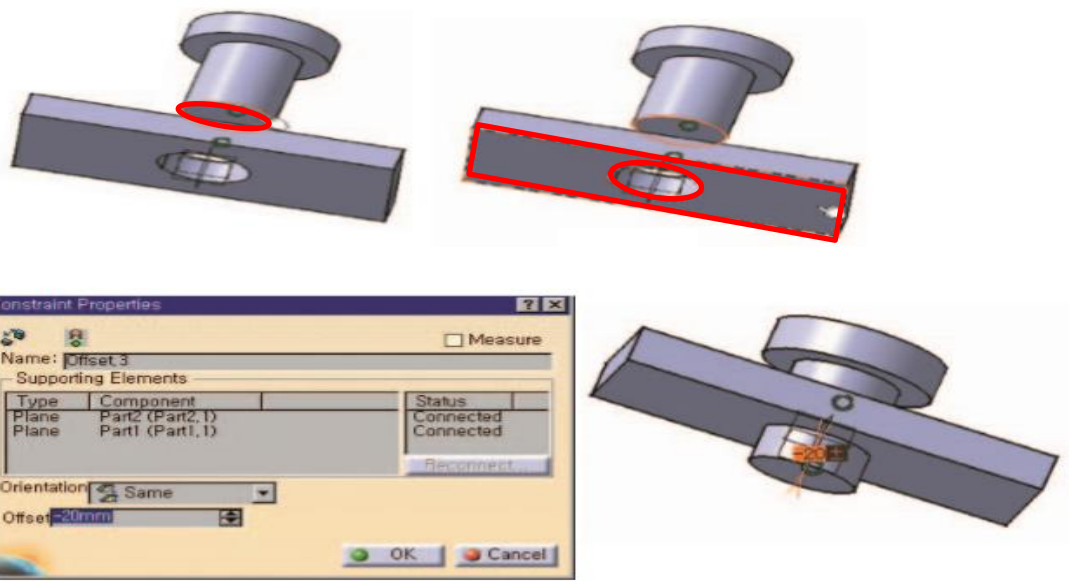 onstraint Properties
Measure
Name: Offset,3
Supporting Elements
Type Component Status
Plane Part2 (Part2,1) Connected
Plane Part1 (Part1,1) Connected
Reconnect...
Orientation Same
Offset -20mm
OK Cancel
-20